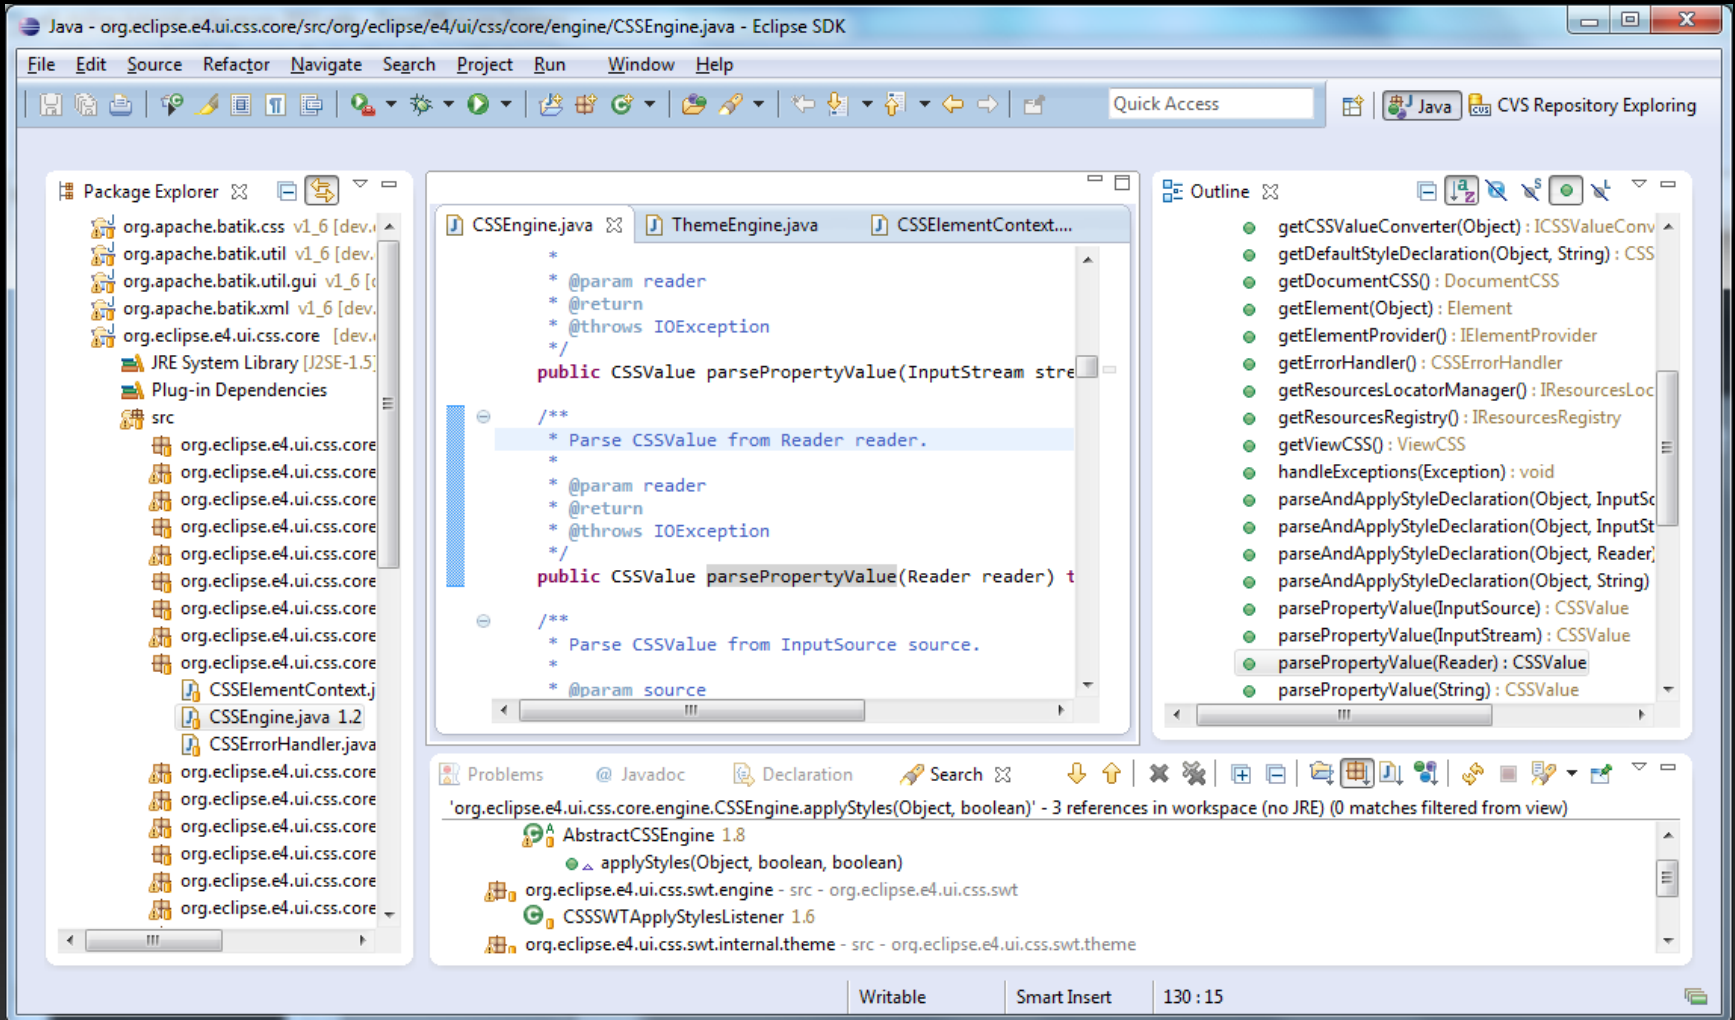 Java - org.eclipse.e4.ui.css.core/src/org/eclipse/e4/ui/css/core/engine/CSSEngine.java - Eclipse SDK
File Edit Source Refactor Navigate Search Project Run Window Help
Quick Access
Java
CVS Repository Exploring
Package Explorer
org.apache.batik.css v1_6 [dev.
org.apache.batik.util v1_6 [dev.
org.apache.batik.util.gui v1_6 [
org.apache.batik.xml v1_6 [dev.
org.eclipse.e4.ui.css.core [dev.
JRE System Library [J2SE-1.5]
Plug-in Dependencies
src
org.eclipse.e4.ui.css.core
org.eclipse.e4.ui.css.core
org.eclipse.e4.ui.css.core
org.eclipse.e4.ui.css.core
org.eclipse.e4.ui.css.core
org.eclipse.e4.ui.css.core
org.eclipse.e4.ui.css.core
org.eclipse.e4.ui.css.core
org.eclipse.e4.ui.css.core
CSSElementContext.j
CSSEngine.java 1.2
CSSErrorHandler.java
org.eclipse.e4.ui.css.core
org.eclipse.e4.ui.css.core
org.eclipse.e4.ui.css.core
org.eclipse.e4.ui.css.core
org.eclipse.e4.ui.css.core
org.eclipse.e4.ui.css.core
CSSEngine.java
ThemeEngine.java
CSSElementContext....
*
* @param reader
* @return
* @throws IOException
*/
public CSSValue parsePropertyValue(InputStream stre
/**
* Parse CSSValue from Reader reader.
*
* @param reader
* @return
* @throws IOException
*/
public CSSValue parsePropertyValue(Reader reader) t
/**
* Parse CSSValue from InputSource source.
*
* @param source
Outline
getCSSValueConverter(Object) : ICSSValueConv
getDefaultStyleDeclaration(Object, String) : CSS
getDocumentCSS() : DocumentCSS
getElement(Object) : Element
getElementProvider() : IElementProvider
getErrorHandler() : CSSErrorHandler
getResourcesLocatorManager() : IResourcesLoc
getResourcesRegistry() : IResourcesRegistry
getViewCSS() : ViewCSS
handleExceptions(Exception) : void
parseAndApplyStyleDeclaration(Object, InputSo
parseAndApplyStyleDeclaration(Object, InputSt
parseAndApplyStyleDeclaration(Object, Reader)
parseAndApplyStyleDeclaration(Object, String)
parsePropertyValue(InputSource) : CSSValue
parsePropertyValue(InputStream) : CSSValue
parsePropertyValue(Reader) : CSSValue
parsePropertyValue(String) : CSSValue
Problems
@ Javadoc
Declaration
Search
'org.eclipse.e4.ui.css.core.engine.CSSEngine.applyStyles(Object, boolean)' - 3 references in workspace (no JRE) (0 matches filtered from view)
AbstractCSSEngine 1.8
applyStyles(Object, boolean, boolean)
org.eclipse.e4.ui.css.swt.engine - src - org.eclipse.e4.ui.css.swt
CSSSWTApplyStylesListener 1.6
org.eclipse.e4.ui.css.swt.internal.theme - src - org.eclipse.e4.ui.css.swt.theme
Writable
Smart Insert
130 : 15